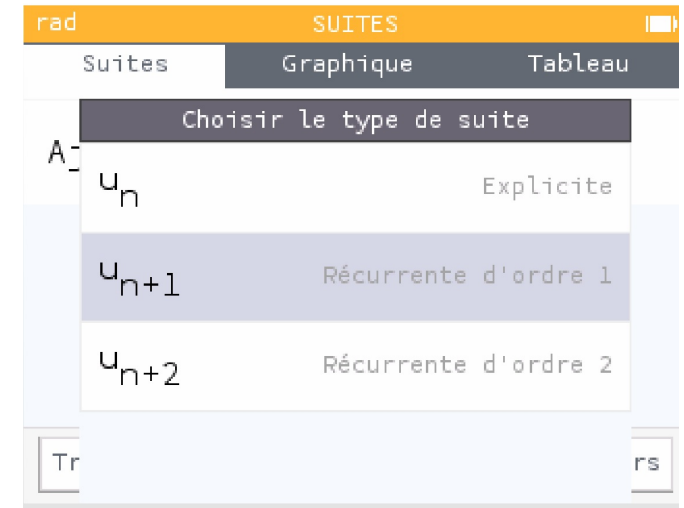 rad SUITES
Suites Graphique Tableau
Choisir le type de suite
uₙ Explicite
uₙ₊₁ Récurrente d'ordre 1
uₙ₊₂ Récurrente d'ordre 2